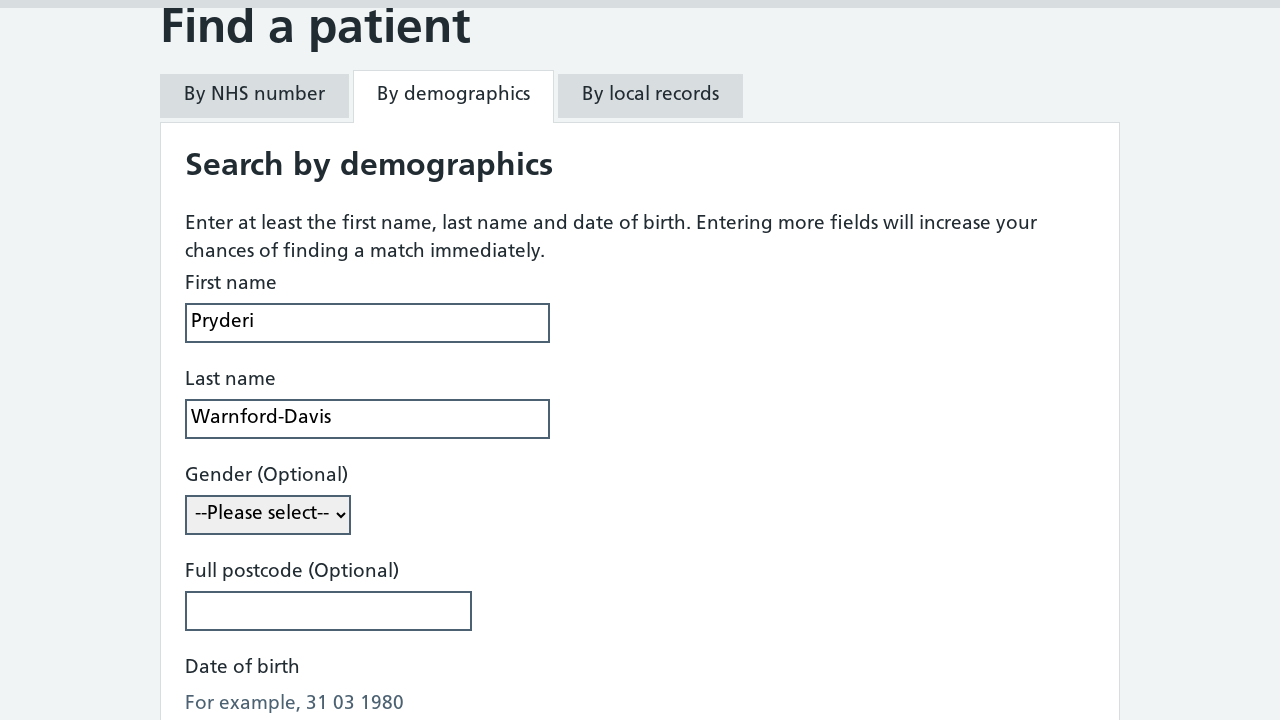 Find a patient
By NHS number
By demographics
By local records
Search by demographics
Enter at least the first name, last name and date of birth. Entering more fields will increase your
chances of finding a match immediately.
First name
Pryderi
Last name
Warnford-Davis
Gender (Optional)
--Please select--
Full postcode (Optional)
Date of birth
For example, 31 03 1980